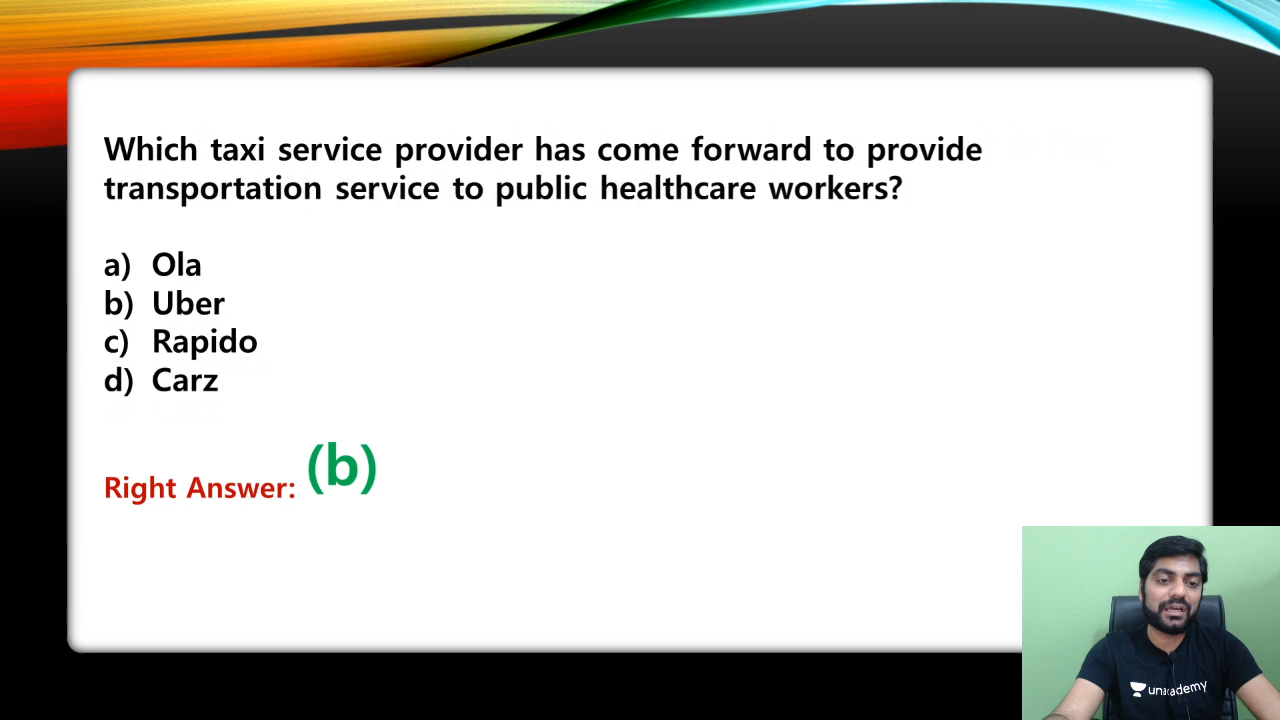 Which taxi service provider has come forward to provide
transportation service to public healthcare workers?
a) Ola
b) Uber
c) Rapido
d) Carz
Right Answer: (b)
unacademy